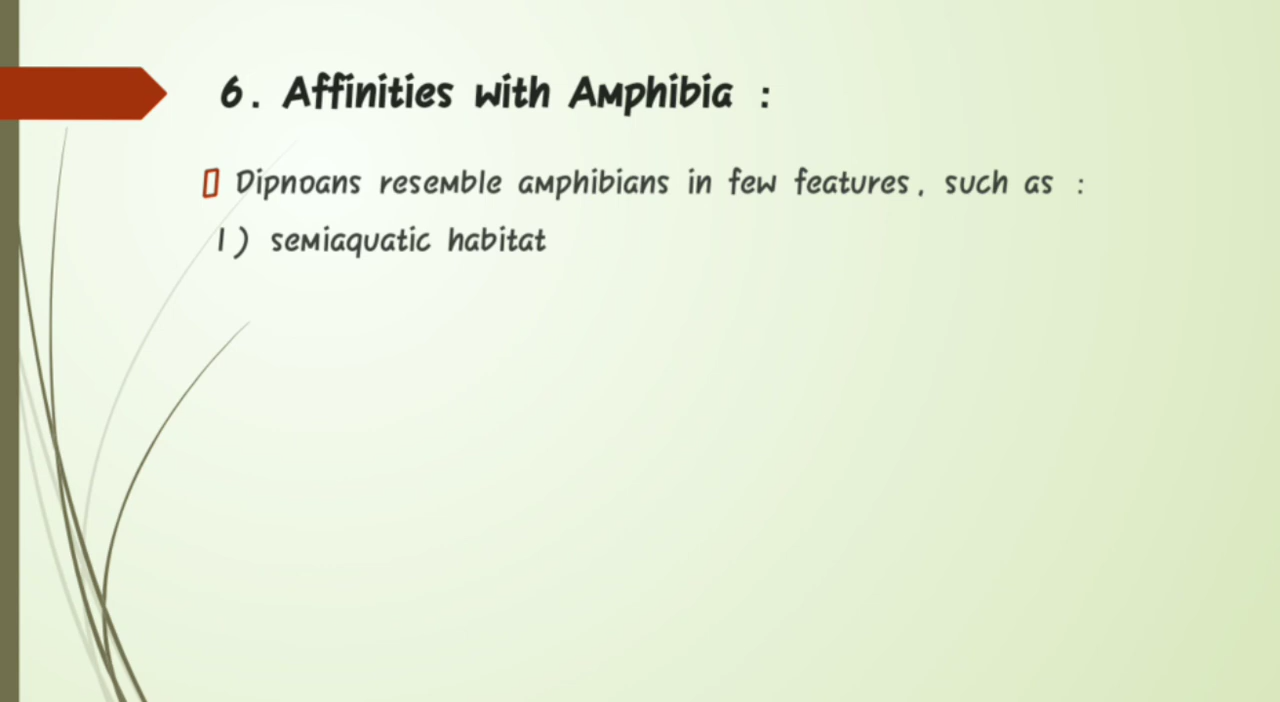 6. Affinities with Amphibia :
Dipnoans resemble amphibians in few features, such as :
1) semiaquatic habitat